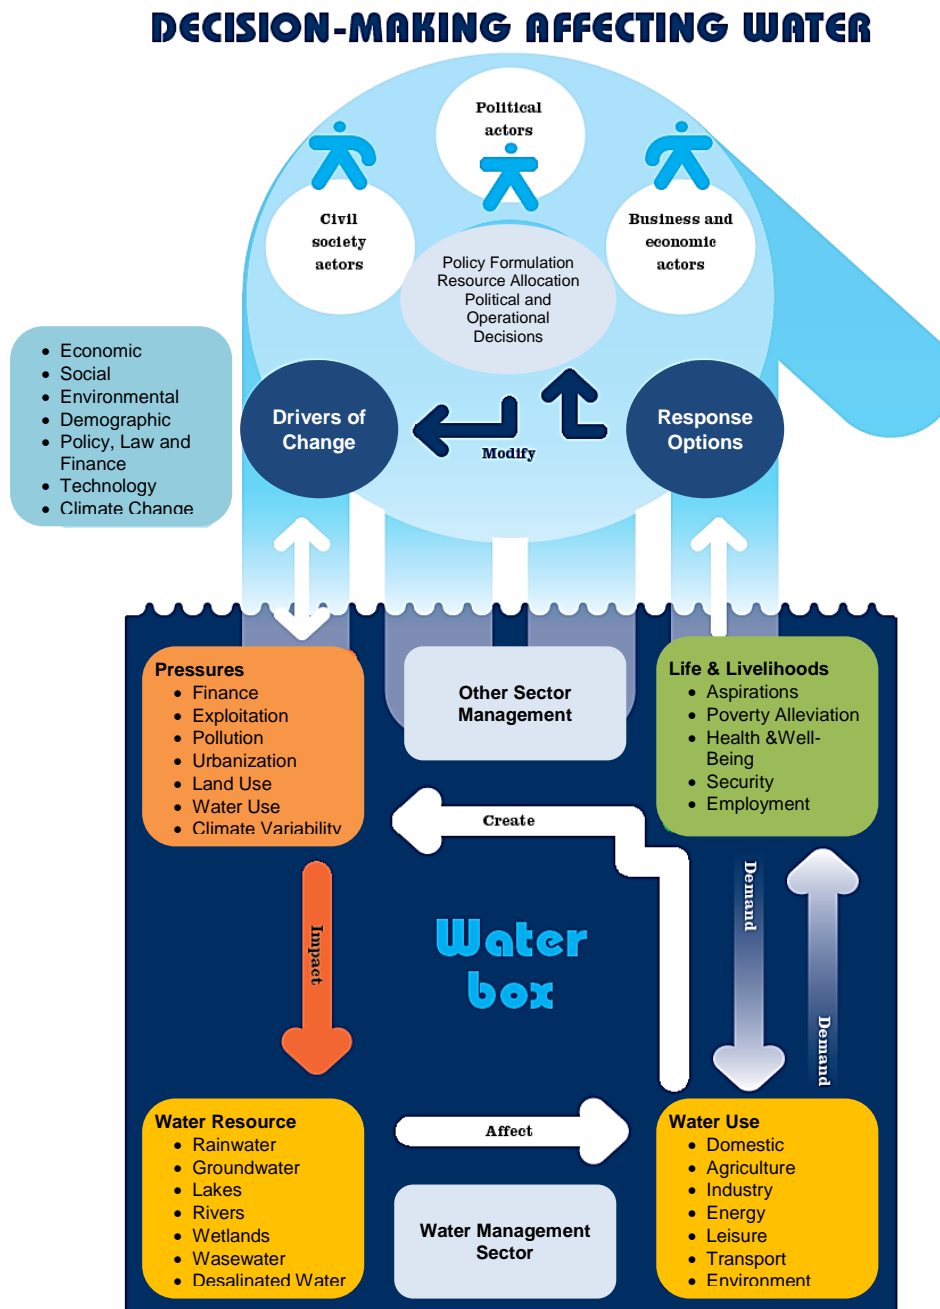 DECISION-MAKING AFFECTING WATER
Political
actors
Civil
society
actors
Business and
economic
actors
Policy Formulation
Resource Allocation
Political and
Operational
Decisions
• Economic
• Social
• Environmental
• Demographic
• Policy, Law and
Finance
• Technology
• Climate Change
Drivers of
Change
Modify
Response
Options
Pressures
• Finance
• Exploitation
• Pollution
• Urbanization
• Land Use
• Water Use
• Climate Variability
Other Sector
Management
Life & Livelihoods
• Aspirations
• Poverty Alleviation
• Health &Well-
Being
• Security
• Employment
Create
Impact
Water
box
Demand
Demand
Water Resource
• Rainwater
• Groundwater
• Lakes
• Rivers
• Wetlands
• Wasewater
• Desalinated Water
Affect
Water Management
Sector
Water Use
• Domestic
• Agriculture
• Industry
• Energy
• Leisure
• Transport
• Environment